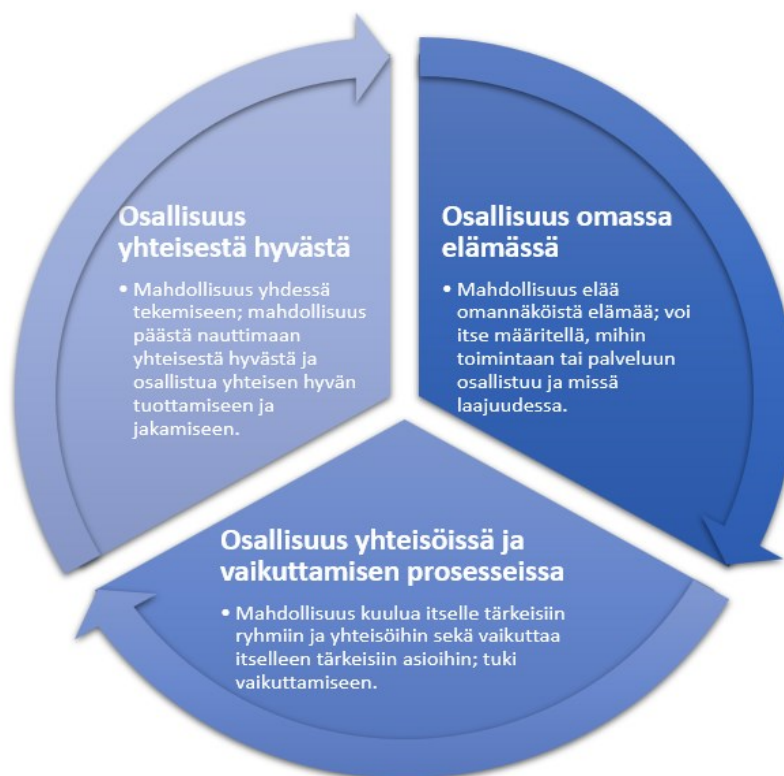 Osallisuus
yhteisestä hyvästä
• Mahdollisuus yhdessä
tekemiseen; mahdollisuus
päästä nauttimaan
yhteisestä hyvästä ja
osallistua yhteisen hyvän
tuottamiseen ja
jakamiseen.
Osallisuus omassa
elämässä
• Mahdollisuus elää
omannäköistä elämää; voi
itse määritellä, mihin
toimintaan tai palveluun
osallistuu ja missä
laajuudessa.
Osallisuus yhteisöissä ja
vaikuttamisen prosesseissa
• Mahdollisuus kuulua itselle tärkeisiin
ryhmiin ja yhteisöihin sekä vaikuttaa
itselleen tärkeisiin asioihin; tuki
vaikuttamiseen.